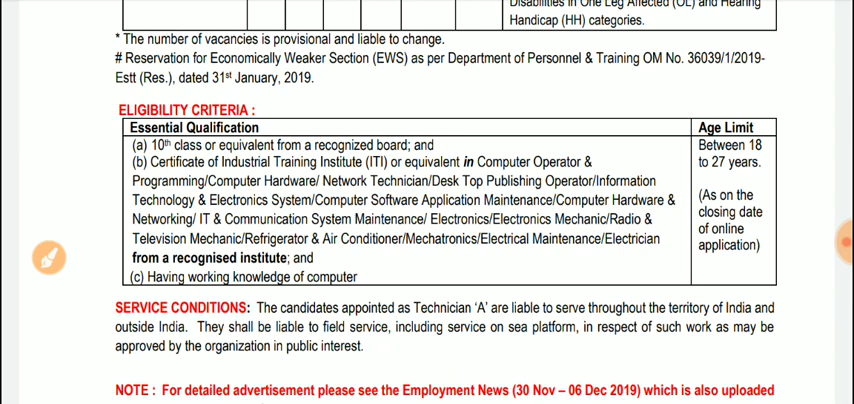 Disabilities in One Leg Affected (OL) and Hearing
Handicap (HH) categories.
* The number of vacancies is provisional and liable to change.
# Reservation for Economically Weaker Section (EWS) as per Department of Personnel & Training OM No. 36039/1/2019-
Estt (Res.), dated 31st January, 2019.
ELIGIBILITY CRITERIA :
Essential Qualification
(a) 10th class or equivalent from a recognized board; and
(b) Certificate of Industrial Training Institute (ITI) or equivalent in Computer Operator &
Programming/Computer Hardware/ Network Technician/Desk Top Publishing Operator/Information
Technology & Electronics System/Computer Software Application Maintenance/Computer Hardware &
Networking/ IT & Communication System Maintenance/ Electronics/Electronics Mechanic/Radio &
Television Mechanic/Refrigerator & Air Conditioner/Mechatronics/Electrical Maintenance/Electrician
from a recognised institute; and
(c) Having working knowledge of computer
Age Limit
Between 18
to 27 years.
(As on the
closing date
of online
application)
SERVICE CONDITIONS: The candidates appointed as Technician 'A' are liable to serve throughout the territory of India and
outside India. They shall be liable to field service, including service on sea platform, in respect of such work as may be
approved by the organization in public interest.
NOTE : For detailed advertisement please see the Employment News (30 Nov – 06 Dec 2019) which is also uploaded